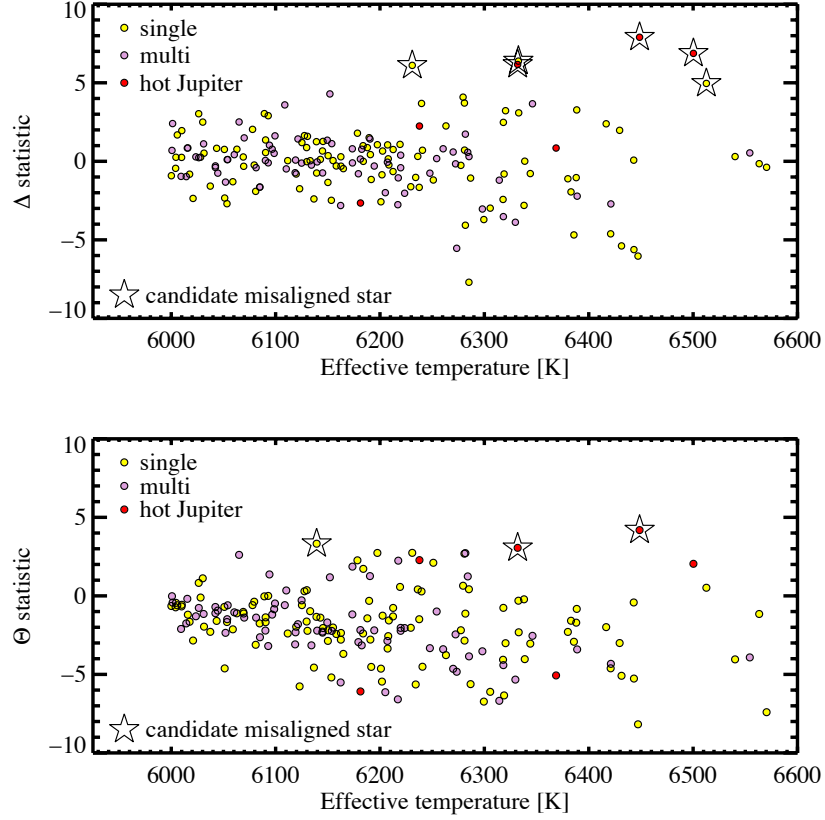 10
single
multi
hot Jupiter
5
0
Δ statistic
−5
candidate misaligned star
−10
6000 6100 6200 6300 6400 6500 6600
Effective temperature [K]
10
single
multi
hot Jupiter
5
0
Θ statistic
−5
candidate misaligned star
−10
6000 6100 6200 6300 6400 6500 6600
Effective temperature [K]